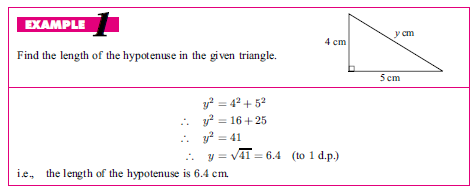 EXAMPLE 1
Find the length of the hypotenuse in the given triangle.
4 cm
y cm
5 cm
y² = 4² + 5²
∴ y² = 16 + 25
∴ y² = 41
∴ y = √41 = 6.4 (to 1 d.p.)
i.e., the length of the hypotenuse is 6.4 cm.